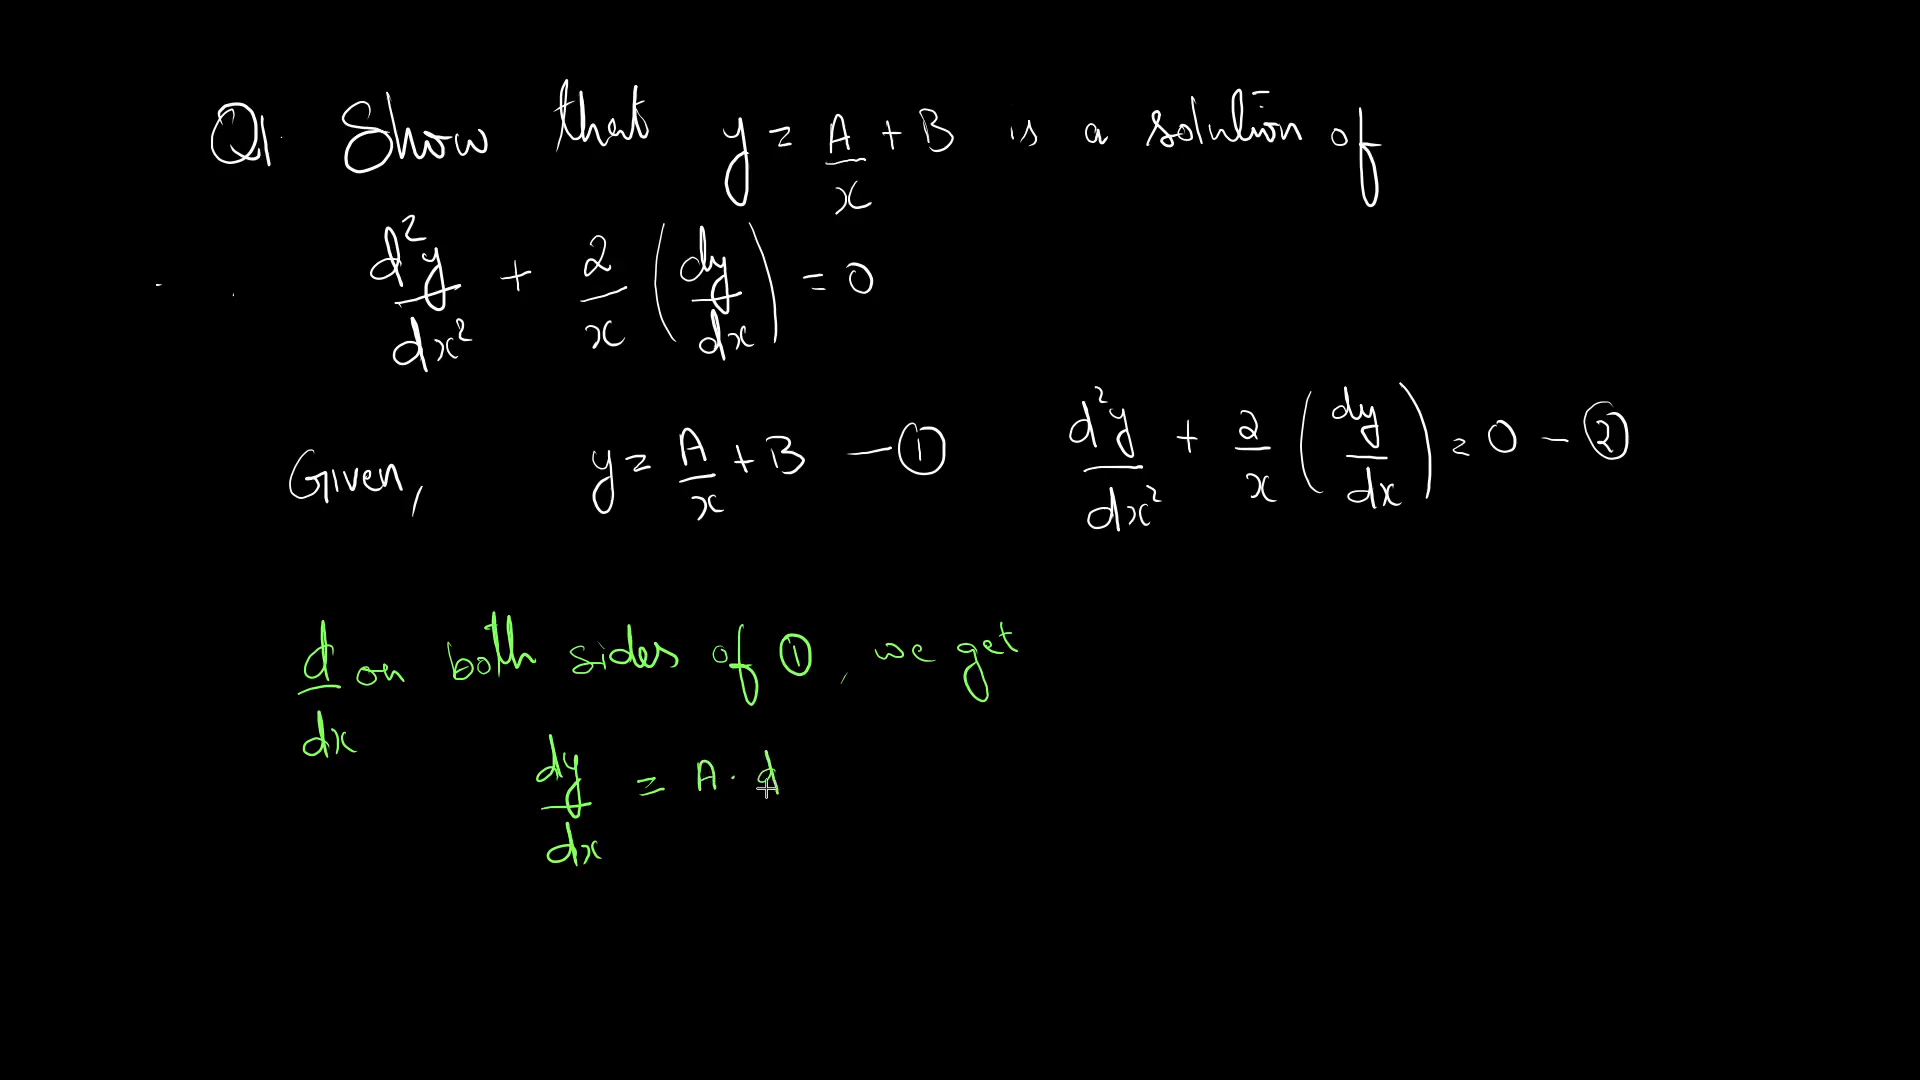 Q1. Show that y = A/x + B is a solution of
d²y/dx² + 2/x (dy/dx) = 0
Given, y = A/x + B — ① d²y/dx² + 2/x (dy/dx) = 0 — ②
d/dx on both sides of ①, we get
dy/dx = A · d